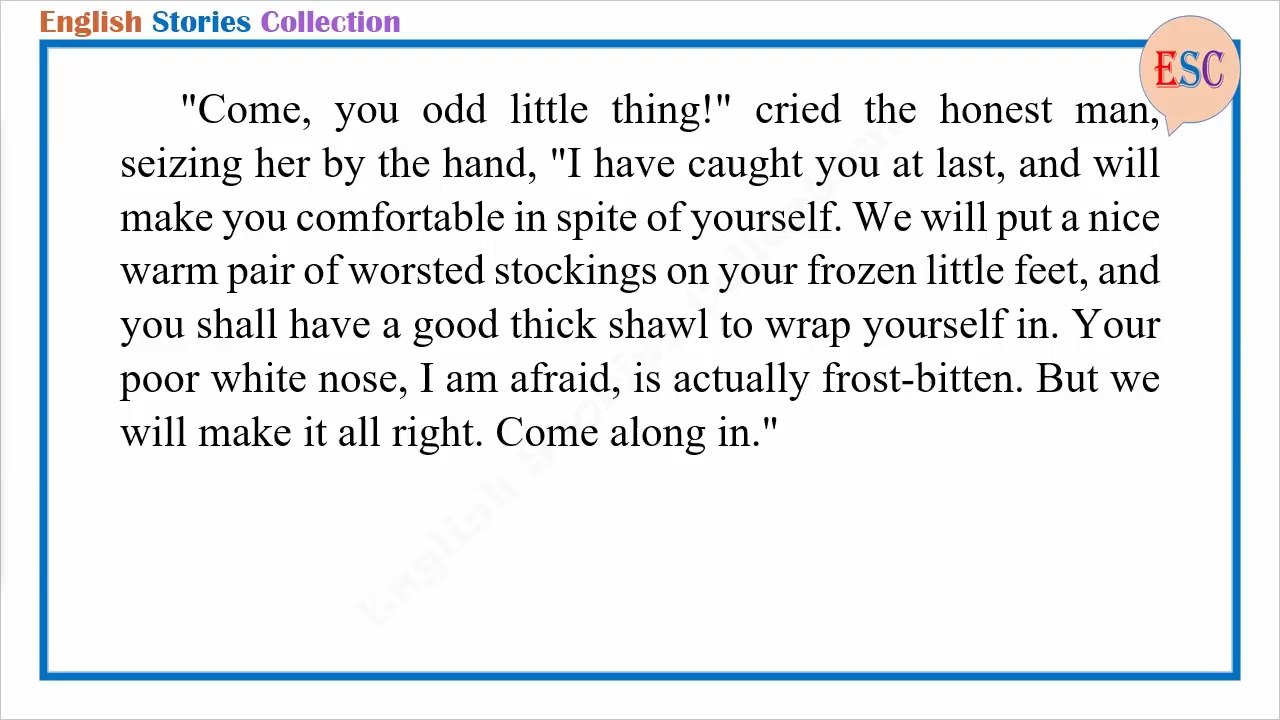 English Stories Collection
ESC
"Come, you odd little thing!" cried the honest man,
seizing her by the hand, "I have caught you at last, and will
make you comfortable in spite of yourself. We will put a nice
warm pair of worsted stockings on your frozen little feet, and
you shall have a good thick shawl to wrap yourself in. Your
poor white nose, I am afraid, is actually frost-bitten. But we
will make it all right. Come along in."
English Stories Collection